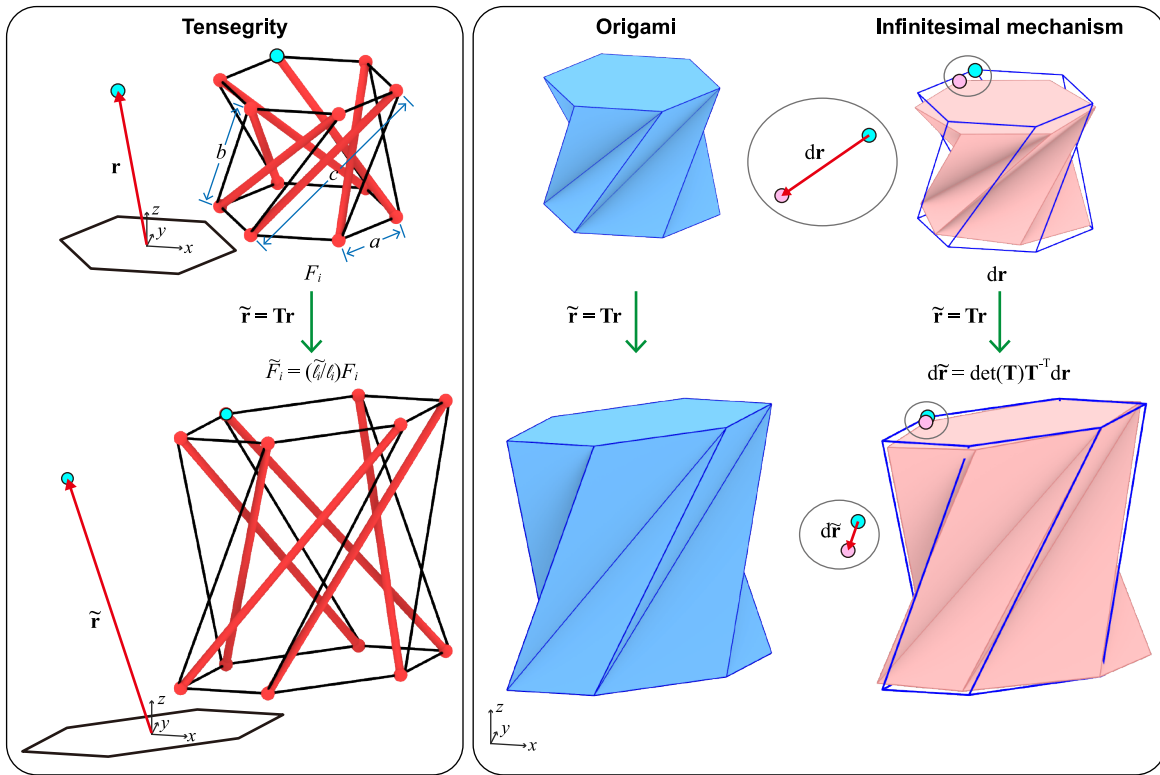 Tensegrity
r
z
y
x
b
c
a
F_i
r̃ = Tr
F̃_i = (ℓ̃_i/ℓ_i)F_i
r̃
z
y
x
Origami
Infinitesimal mechanism
dr
dr
r̃ = Tr
r̃ = Tr
dr̃ = det(T)T^{-T}dr
dr̃
z
y
x